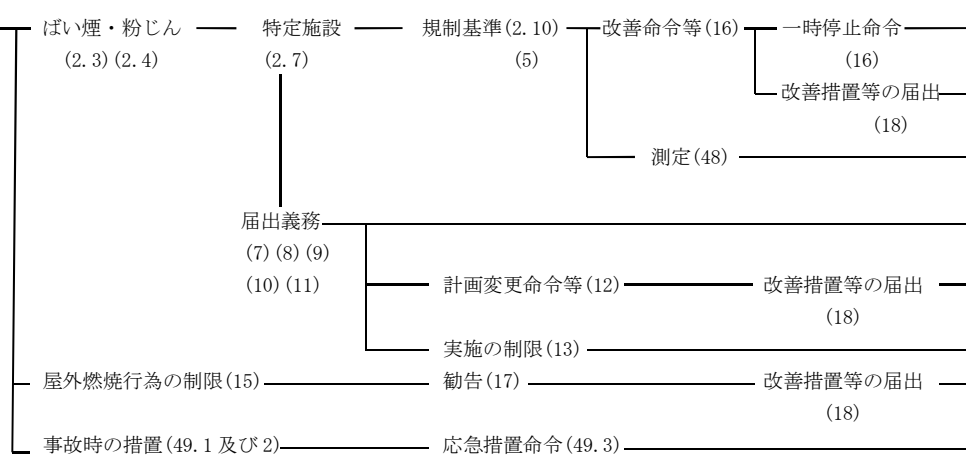 ばい煙・粉じん 特定施設 規制基準(2.10) 改善命令等(16) 一時停止命令
(2.3)(2.4) (2.7) (5) (16)
改善措置等の届出
(18)
測定(48)
届出義務
(7)(8)(9)
(10)(11) 計画変更命令等(12) 改善措置等の届出
(18)
実施の制限(13)
屋外燃焼行為の制限(15) 勧告(17) 改善措置等の届出
(18)
事故時の措置(49.1及び2) 応急措置命令(49.3)